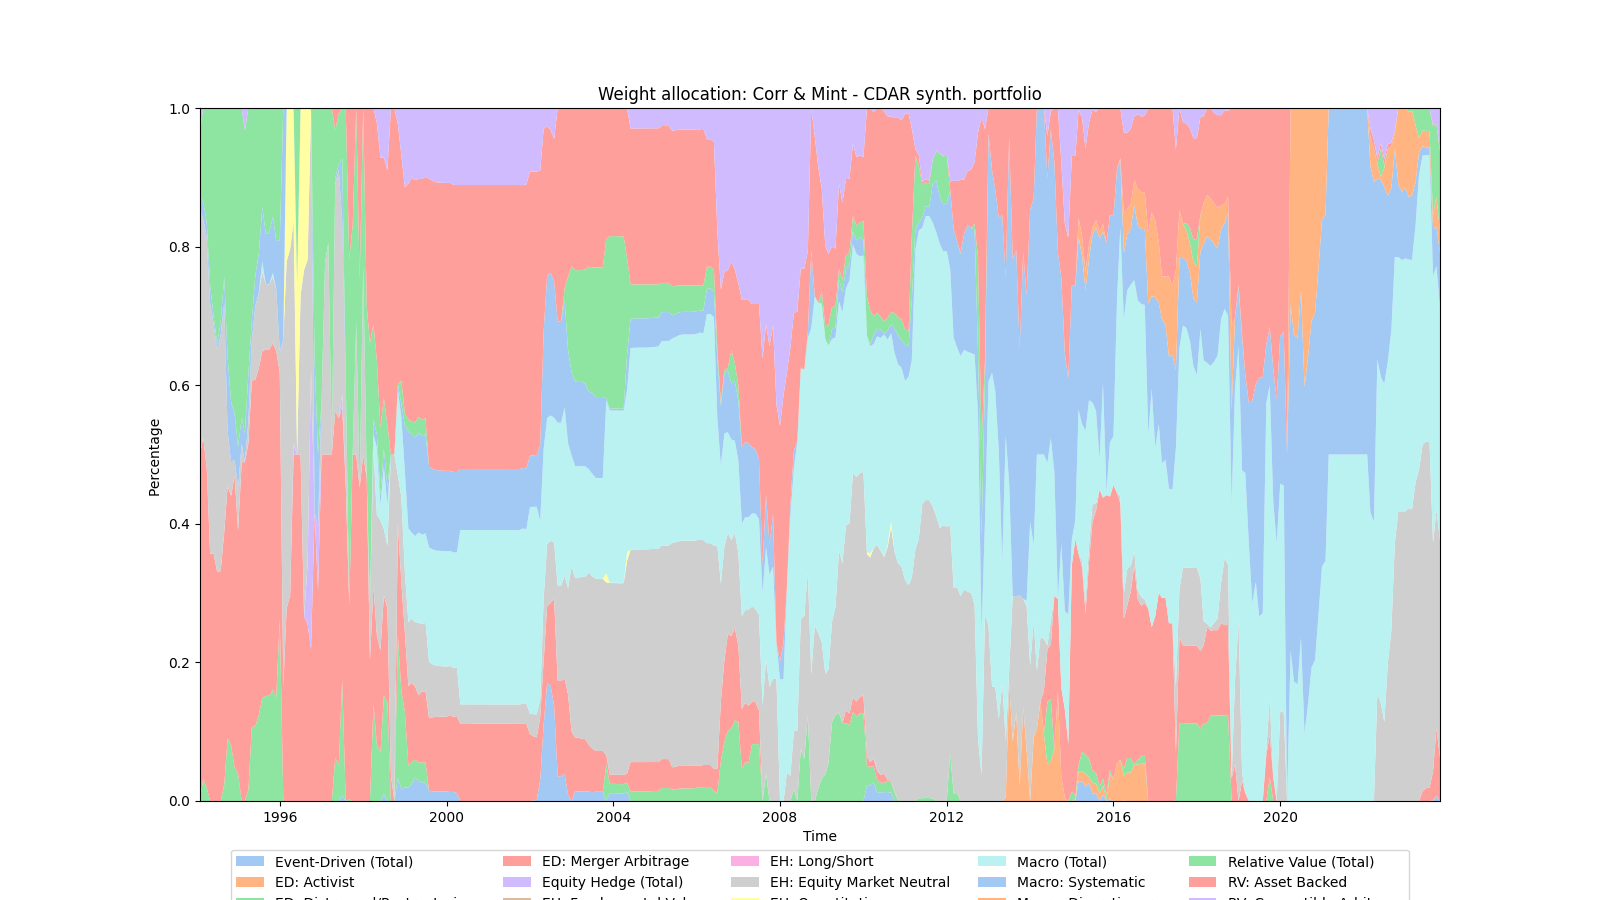 Weight allocation: Corr & Mint - CDAR synth. portfolio
1.0
0.8
0.6
0.4
0.2
0.0
Percentage
1996 2000 2004 2008 2012 2016 2020
Time
Event-Driven (Total) ED: Merger Arbitrage EH: Long/Short Macro (Total) Relative Value (Total)
ED: Activist Equity Hedge (Total) EH: Equity Market Neutral Macro: Systematic RV: Asset Backed